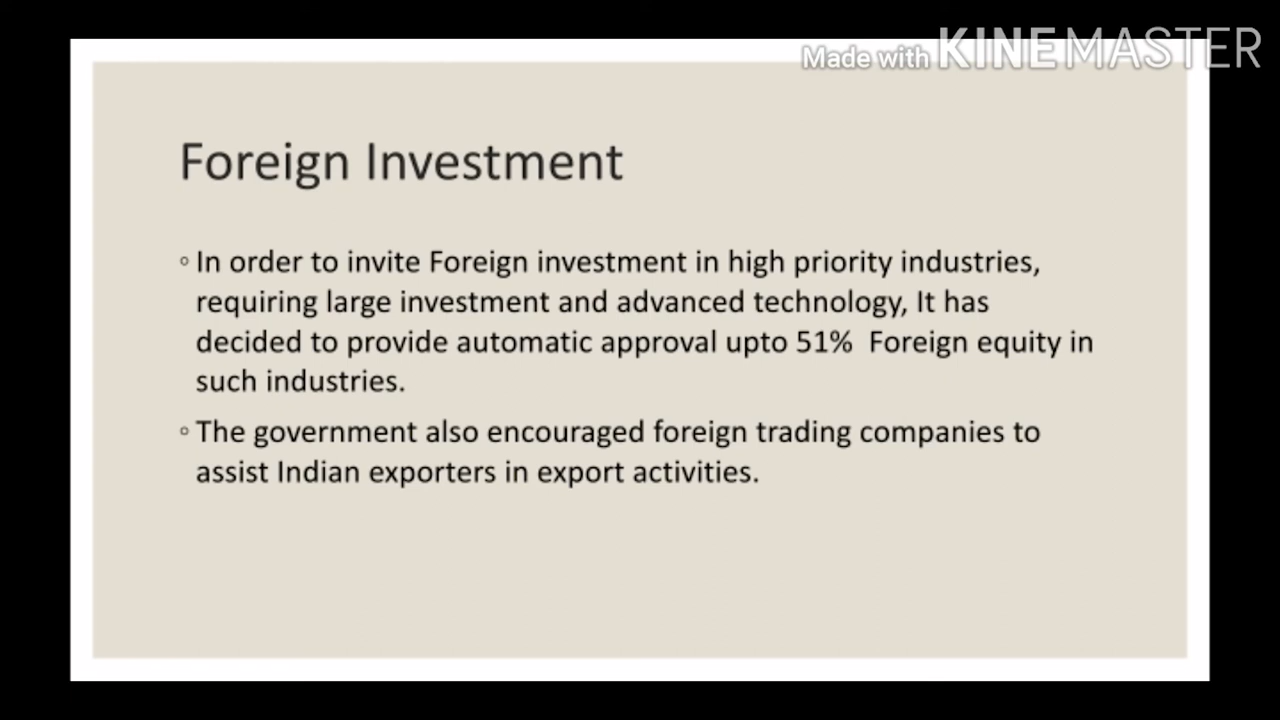 Made with KINEMASTER
Foreign Investment
◦ In order to invite Foreign investment in high priority industries,
requiring large investment and advanced technology, It has
decided to provide automatic approval upto 51% Foreign equity in
such industries.
◦ The government also encouraged foreign trading companies to
assist Indian exporters in export activities.